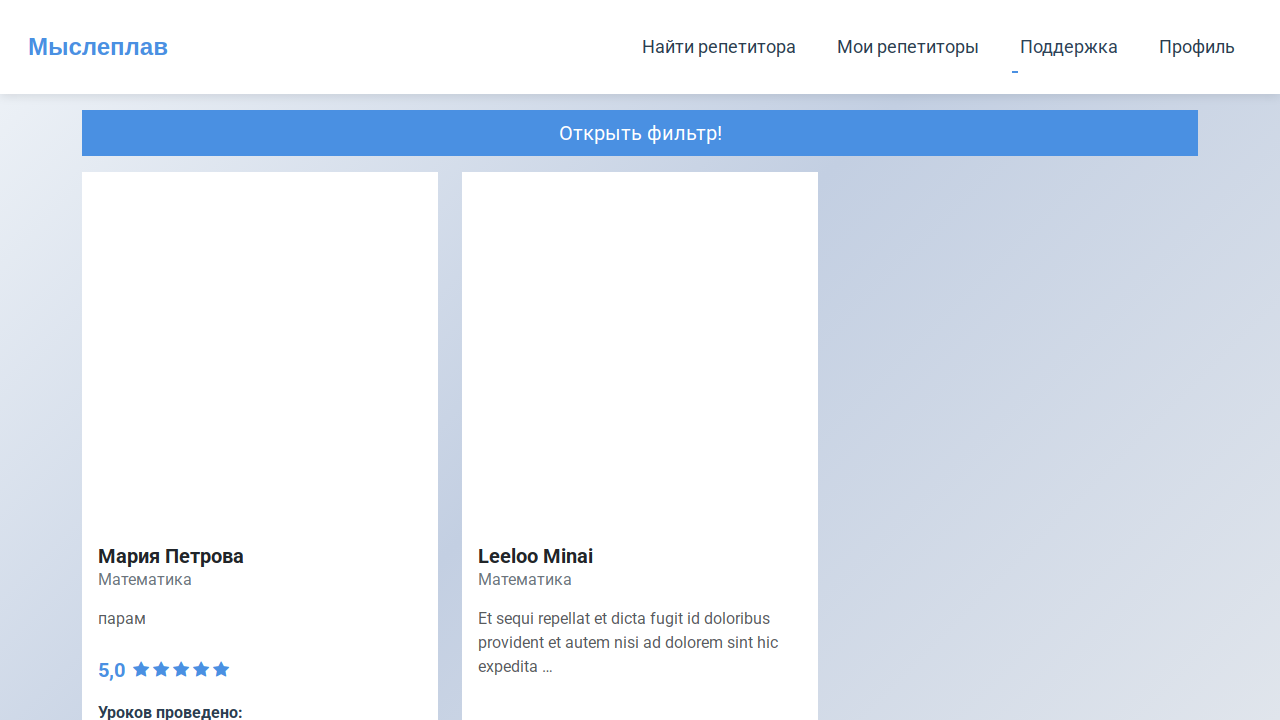 Мыслеплав
Найти репетитора
Мои репетиторы
Поддержка
Профиль
Открыть фильтр!
Мария Петрова
Математика
парам
5,0
Уроков проведено:
Leeloo Minai
Математика
Et sequi repellat et dicta fugit id doloribus
provident et autem nisi ad dolorem sint hic
expedita ...